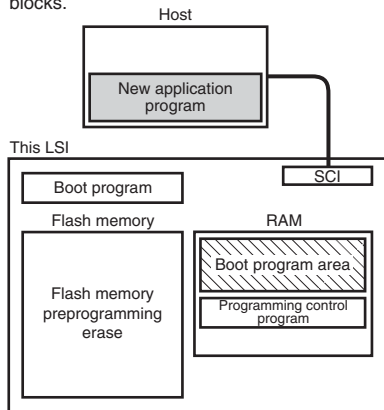 blocks.
Host
New application
program
This LSI
SCI
Boot program
Flash memory
RAM
Boot program area
Flash memory
preprogramming
erase
Programming control
program